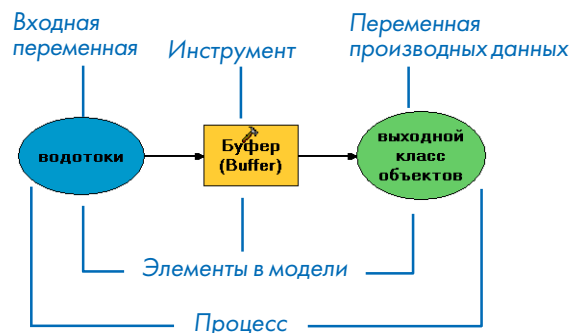 Входная
переменная
Инструмент
Переменная
производных данных
водотоки
Буфер
(Buffer)
выходной
класс
объектов
Элементы в модели
Процесс